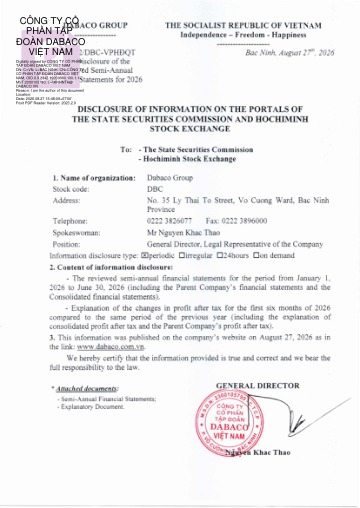 CÔNG TY CỔ PHẦN TẬP ĐOÀN DABACO VIỆT NAM
DABACO GROUP
THE SOCIALIST REPUBLIC OF VIETNAM
Independence – Freedom - Happiness
/DBC-VPHĐQT
Bac Ninh, August 27th, 2026
Disclosure of the
Semi-Annual
Statements for 2026
DISCLOSURE OF INFORMATION ON THE PORTALS OF
THE STATE SECURITIES COMMISSION AND HOCHIMINH
STOCK EXCHANGE
To: - The State Securities Commission
- Hochiminh Stock Exchange
1. Name of organization: Dabaco Group
Stock code: DBC
Address: No. 35 Ly Thai To Street, Vo Cuong Ward, Bac Ninh
Province
Telephone: 0222 3826077 Fax: 0222 3896000
Spokeswoman: Mr Nguyen Khac Thao
Position: General Director, Legal Representative of the Company
Information disclosure type: ☒periodic ☐irregular ☐24hours ☐on demand
2. Content of information disclosure:
- The reviewed semi-annual financial statements for the period from January 1,
2026 to June 30, 2026 (including the Parent Company's financial statements and the
Consolidated financial statements).
- Explanation of the changes in profit after tax for the first six months of 2026
compared to the same period of the previous year (including the explanation of
consolidated profit after tax and the Parent Company's profit after tax).
3. This information was published on the company's website on August 27, 2026 as in
the link: www.dabaco.com.vn.
We hereby certify that the information provided is true and correct and we bear the
full responsibility to the law.
* Attached documents:
- Semi-Annual Financial Statements;
- Explanatory Document.
GENERAL DIRECTOR
CÔNG TY
CỔ PHẦN
TẬP ĐOÀN
DABACO
VIỆT NAM
Nguyen Khac Thao